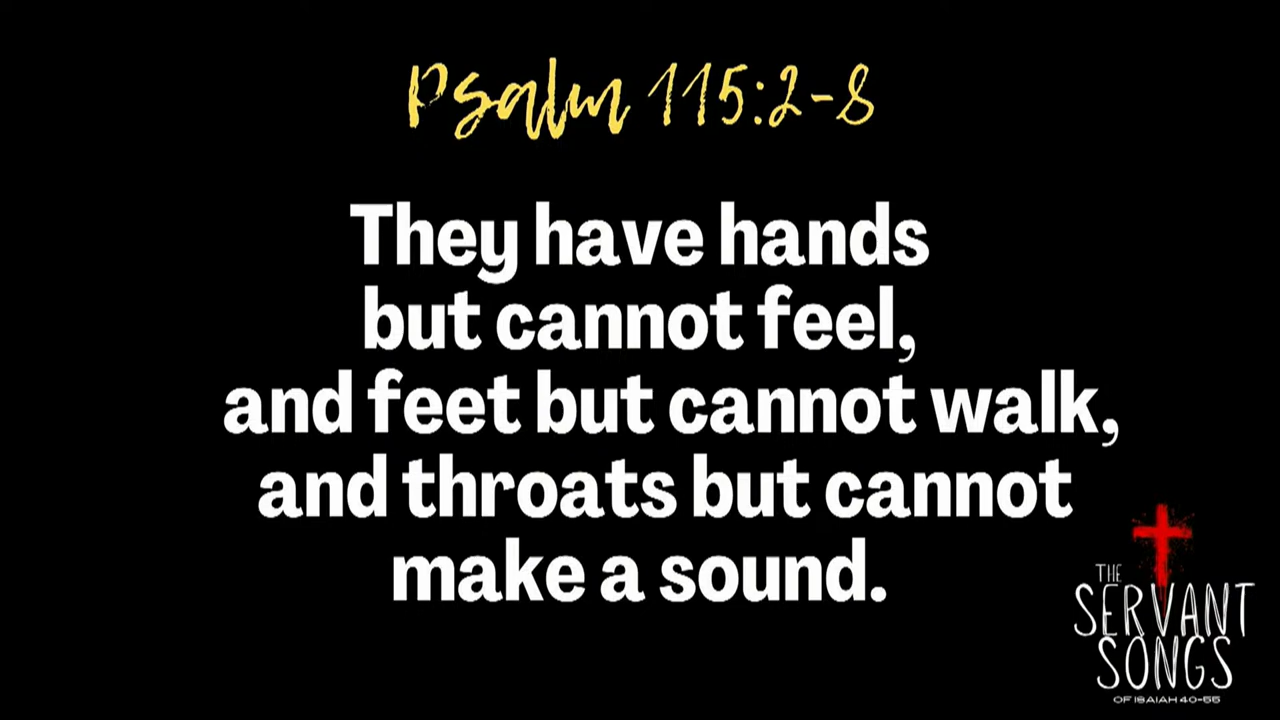 Psalm 115:2-8
They have hands
but cannot feel,
and feet but cannot walk,
and throats but cannot
make a sound.
THE
SERVANT
SONGS
OF ISAIAH 40-55